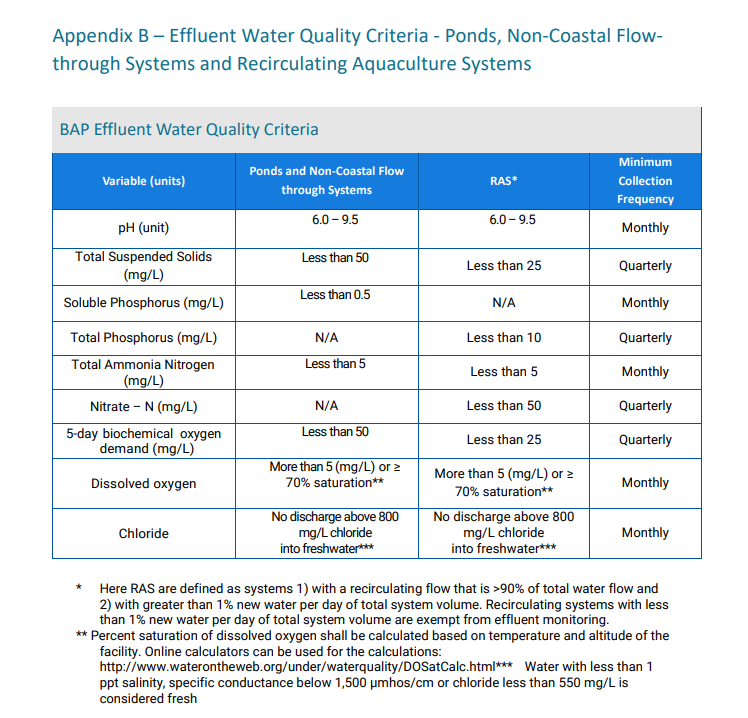 Appendix B – Effluent Water Quality Criteria - Ponds, Non-Coastal Flow-
through Systems and Recirculating Aquaculture Systems
BAP Effluent Water Quality Criteria
Variable (units)
Ponds and Non-Coastal Flow
through Systems
RAS*
Minimum
Collection
Frequency
pH (unit)
6.0 – 9.5
6.0 – 9.5
Monthly
Total Suspended Solids
(mg/L)
Less than 50
Less than 25
Quarterly
Soluble Phosphorus (mg/L)
Less than 0.5
N/A
Monthly
Total Phosphorus (mg/L)
N/A
Less than 10
Quarterly
Total Ammonia Nitrogen
(mg/L)
Less than 5
Less than 5
Monthly
Nitrate – N (mg/L)
N/A
Less than 50
Quarterly
5-day biochemical oxygen
demand (mg/L)
Less than 50
Less than 25
Quarterly
Dissolved oxygen
More than 5 (mg/L) or ≥
70% saturation**
More than 5 (mg/L) or ≥
70% saturation**
Monthly
Chloride
No discharge above 800
mg/L chloride
into freshwater***
No discharge above 800
mg/L chloride
into freshwater***
Monthly
* Here RAS are defined as systems 1) with a recirculating flow that is >90% of total water flow and
2) with greater than 1% new water per day of total system volume. Recirculating systems with less
than 1% new water per day of total system volume are exempt from effluent monitoring.
** Percent saturation of dissolved oxygen shall be calculated based on temperature and altitude of the
facility. Online calculators can be used for the calculations:
http://www.waterontheweb.org/under/waterquality/DOSatCalc.html*** Water with less than 1
ppt salinity, specific conductance below 1,500 µmhos/cm or chloride less than 550 mg/L is
considered fresh